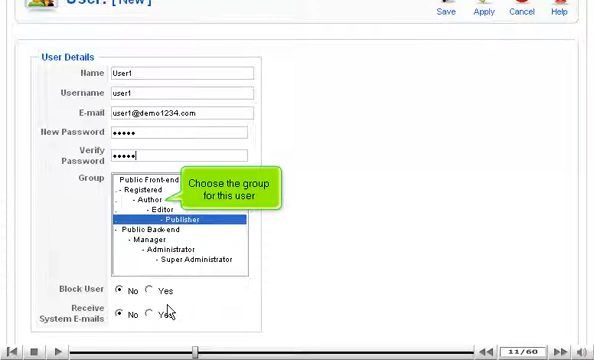 User: [ New ]
Save Apply Cancel Help
User Details
Name User1
Username user1
E-mail user1@demo1234.com
New Password •••••
Verify
Password •••••
Group
Public Front-end
- Registered
- Author
- Editor
- Publisher
- Public Back-end
- Manager
- Administrator
- Super Administrator
Choose the group
for this user
Block User No Yes
Receive
System E-mails No Yes
11/60